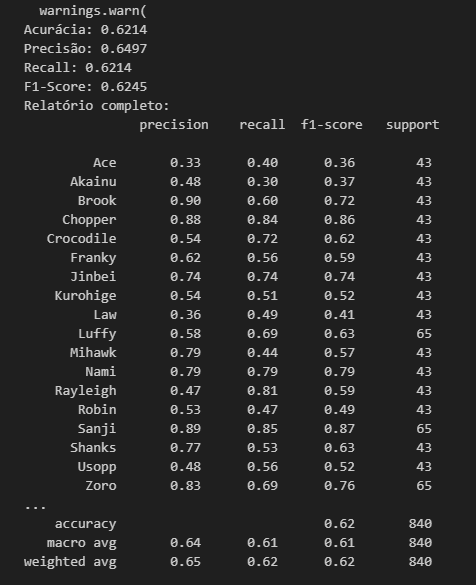 warnings.warn(
Acurácia: 0.6214
Precisão: 0.6497
Recall: 0.6214
F1-Score: 0.6245
Relatório completo:
precision recall f1-score support
Ace 0.33 0.40 0.36 43
Akainu 0.48 0.30 0.37 43
Brook 0.90 0.60 0.72 43
Chopper 0.88 0.84 0.86 43
Crocodile 0.54 0.72 0.62 43
Franky 0.62 0.56 0.59 43
Jinbei 0.74 0.74 0.74 43
Kurohige 0.54 0.51 0.52 43
Law 0.36 0.49 0.41 43
Luffy 0.58 0.69 0.63 65
Mihawk 0.79 0.44 0.57 43
Nami 0.79 0.79 0.79 43
Rayleigh 0.47 0.81 0.59 43
Robin 0.53 0.47 0.49 43
Sanji 0.89 0.85 0.87 65
Shanks 0.77 0.53 0.63 43
Usopp 0.48 0.56 0.52 43
Zoro 0.83 0.69 0.76 65
...
accuracy 0.62 840
macro avg 0.64 0.61 0.61 840
weighted avg 0.65 0.62 0.62 840